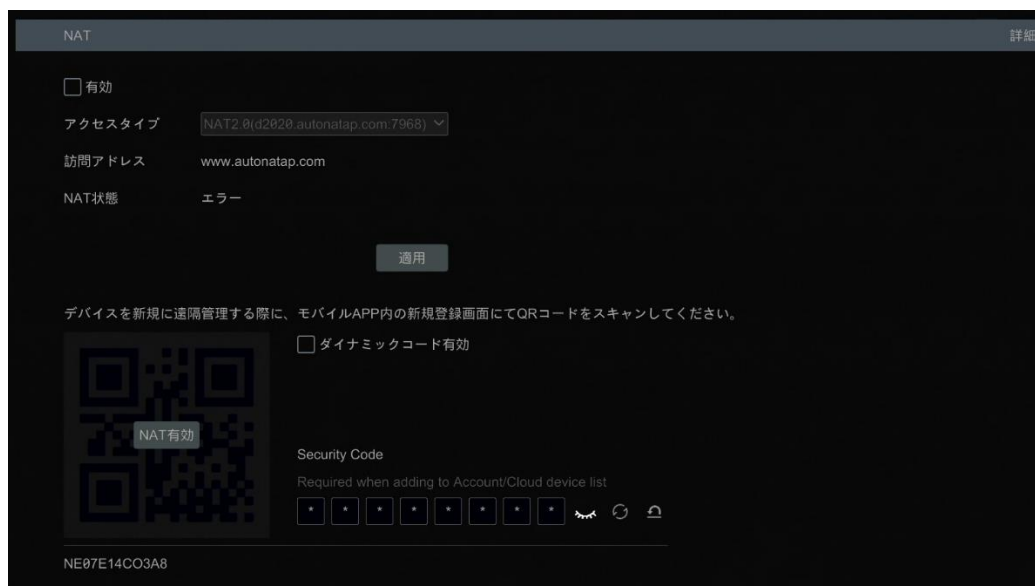 NAT 詳細
有効
アクセスタイプ NAT2.0(d2020.autonatap.com:7968)
訪問アドレス www.autonatap.com
NAT状態 エラー
適用
デバイスを新規に遠隔管理する際に、モバイルAPP内の新規登録画面にてQRコードをスキャンしてください。
ダイナミックコード有効
NAT有効
Security Code
Required when adding to Account/Cloud device list
* * * * * * * *
NE07E14CO3A8